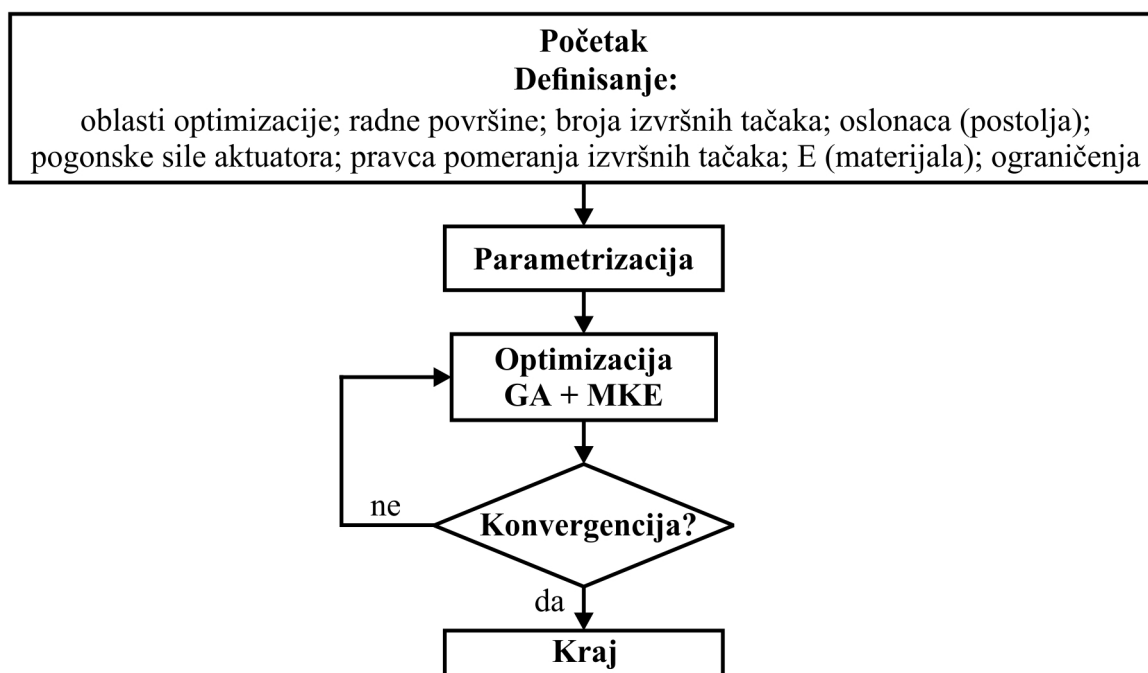 Početak
Definisanje:
oblasti optimizacije; radne površine; broja izvršnih tačaka; oslonaca (postolja);
pogonske sile aktuatora; pravca pomeranja izvršnih tačaka; E (materijala); ograničenja
Parametrizacija
Optimizacija
GA + MKE
Konvergencija?
ne
da
Kraj